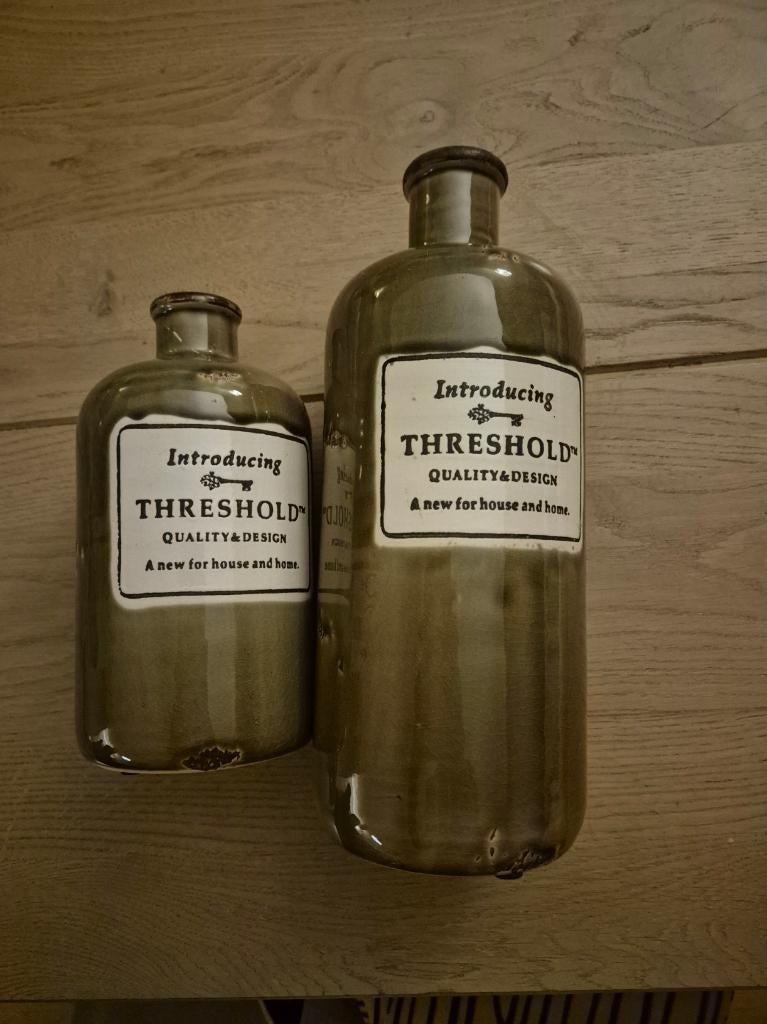 Introducing
THRESHOLD™
QUALITY&DESIGN
A new for house and home.
Introducing
THRESHOLD™
QUALITY&DESIGN
A new for house and home.